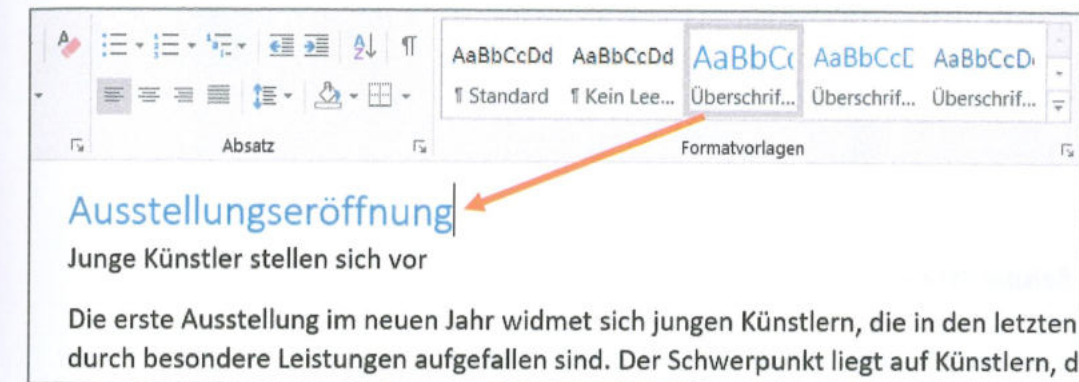 AaBbCcDd AaBbCcDd AaBbC AaBbCcD AaBbCcD
¶ Standard ¶ Kein Lee... Überschrif... Überschrif... Überschrif...
Absatz Formatvorlagen
Ausstellungseröffnung
Junge Künstler stellen sich vor
Die erste Ausstellung im neuen Jahr widmet sich jungen Künstlern, die in den letzten
durch besondere Leistungen aufgefallen sind. Der Schwerpunkt liegt auf Künstlern, d